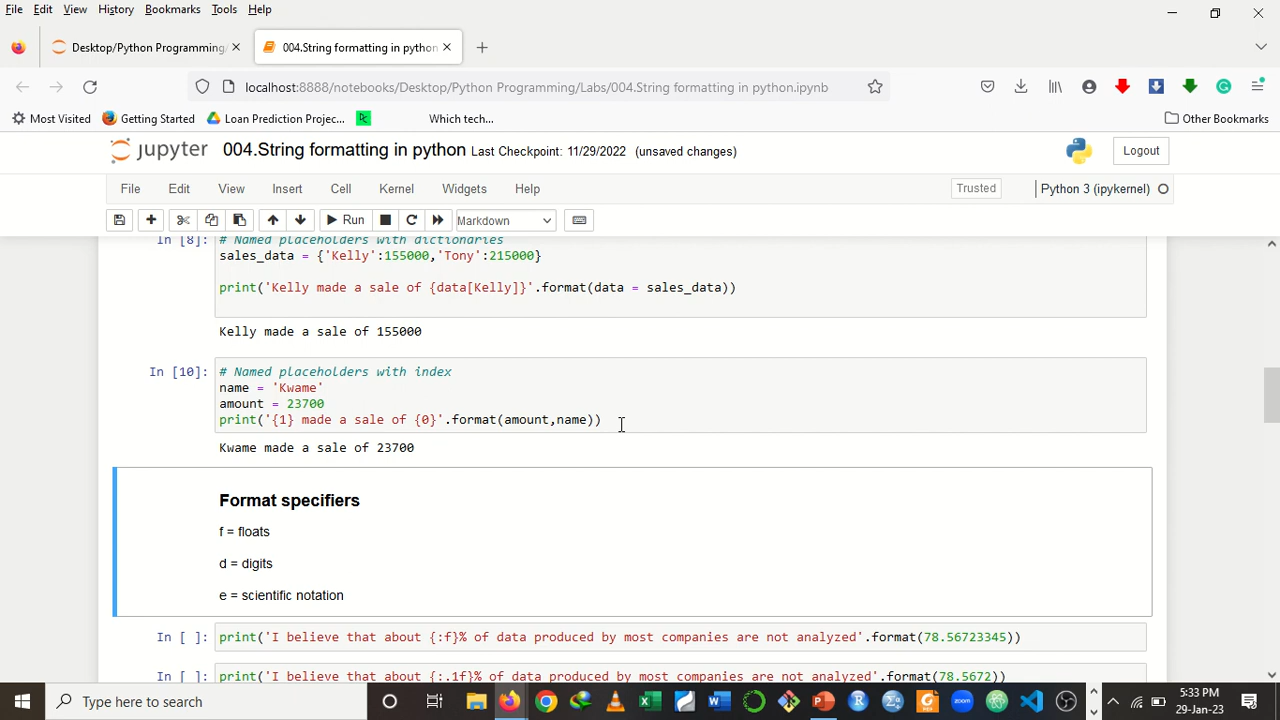 File Edit View History Bookmarks Tools Help
Desktop/Python Programming/
004.String formatting in python
localhost:8888/notebooks/Desktop/Python Programming/Labs/004.String formatting in python.ipynb
Most Visited Getting Started Loan Prediction Projec... Which tech... Other Bookmarks
jupyter 004.String formatting in python Last Checkpoint: 11/29/2022 (unsaved changes) Logout
File Edit View Insert Cell Kernel Widgets Help Trusted Python 3 (ipykernel)
Run Markdown
In [8]: # Named placeholders with dictionaries
sales_data = {'Kelly':155000,'Tony':215000}
print('Kelly made a sale of {data[Kelly]}'.format(data = sales_data))
Kelly made a sale of 155000
In [10]: # Named placeholders with index
name = 'Kwame'
amount = 23700
print('{1} made a sale of {0}'.format(amount,name))
Kwame made a sale of 23700
Format specifiers
f = floats
d = digits
e = scientific notation
In [ ]: print('I believe that about {:f}% of data produced by most companies are not analyzed'.format(78.56723345))
In [ ]: print('I believe that about {:.1f}% of data produced by most companies are not analyzed'.format(78.5672))
Type here to search
5:33 PM
29-Jan-23